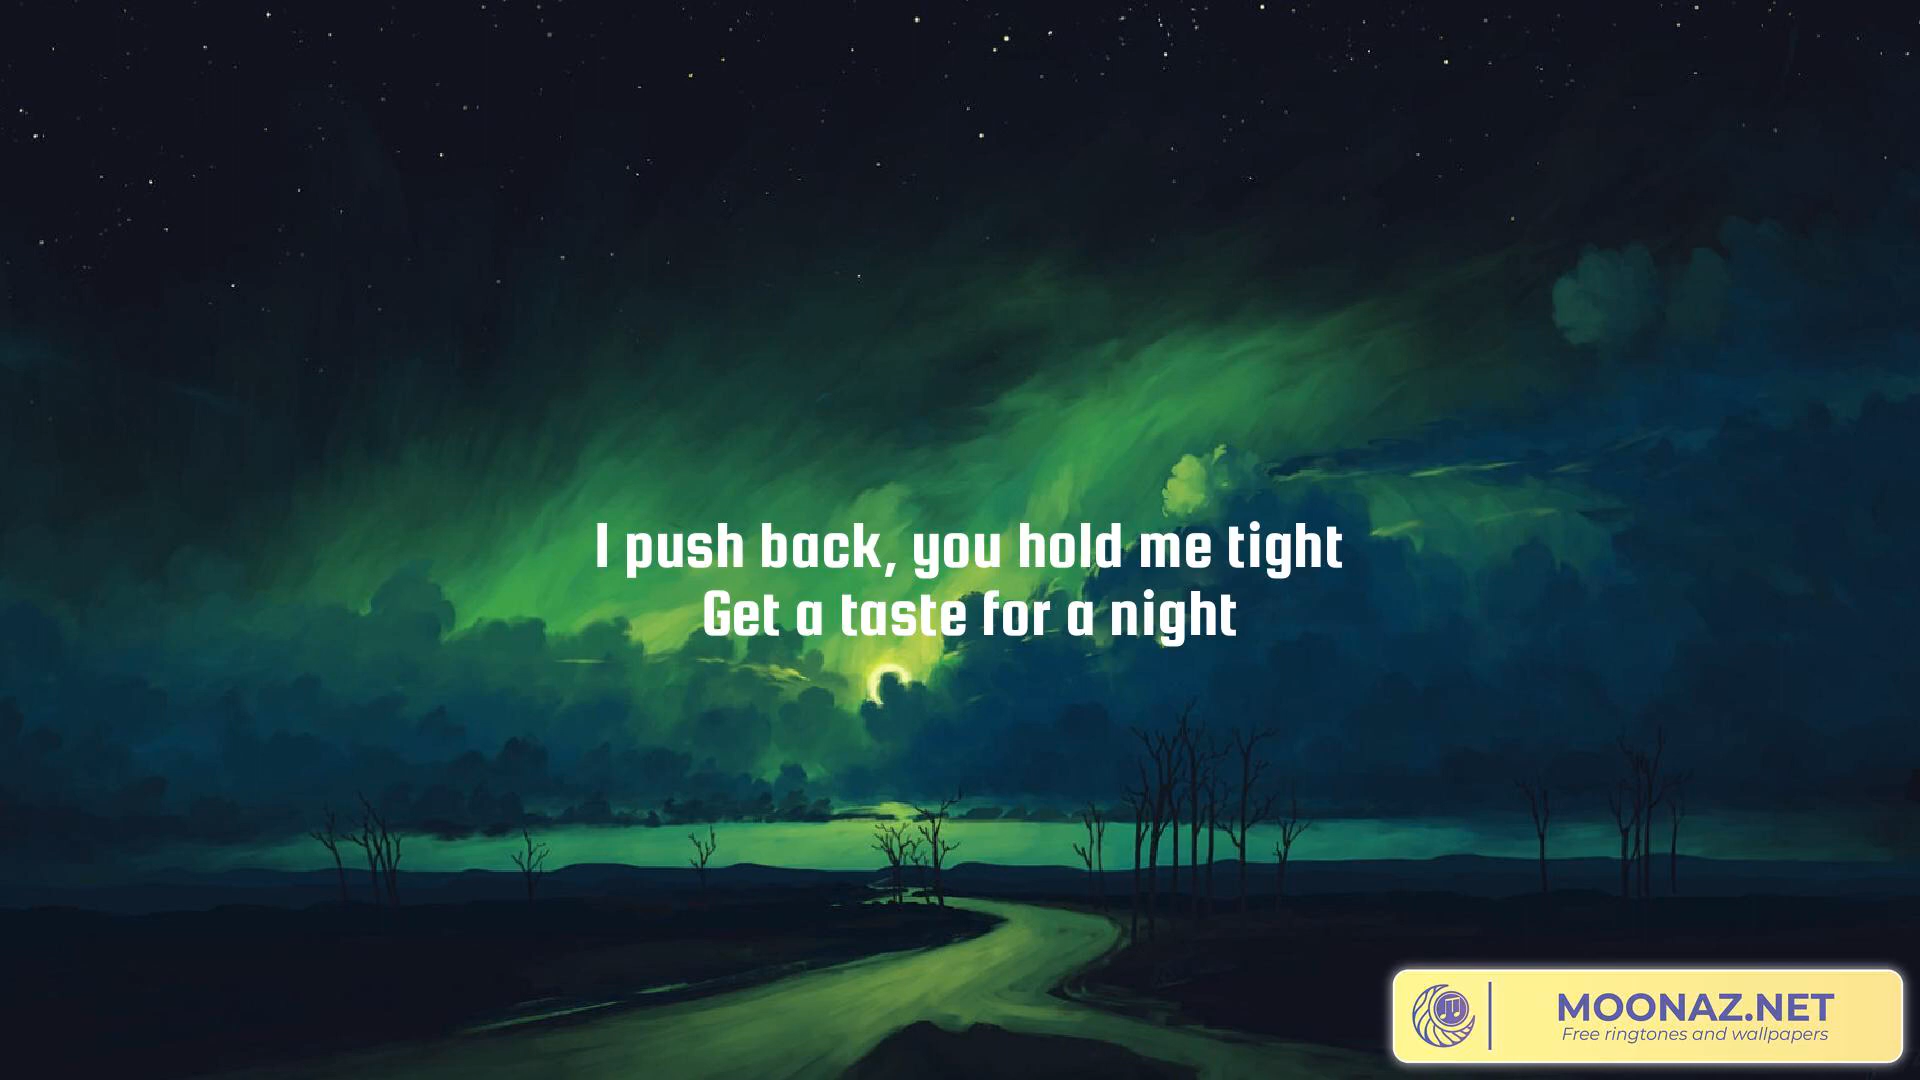 I push back, you hold me tight
Get a taste for a night
MOONAZ.NET
Free ringtones and wallpapers